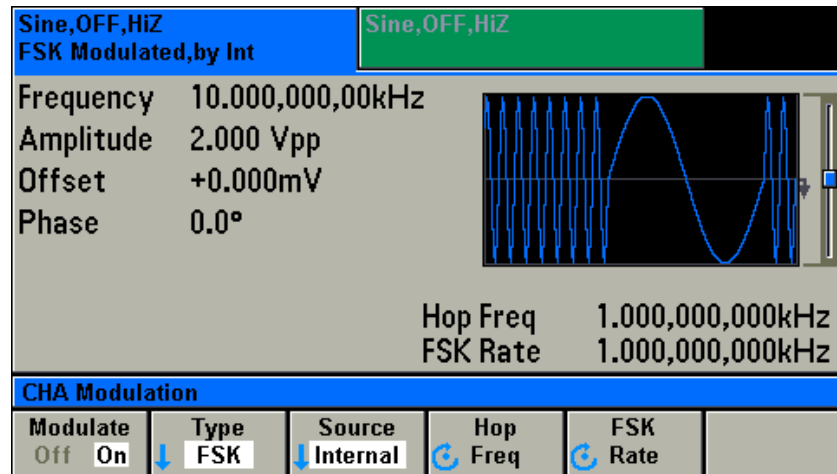 Sine,OFF,HiZ
FSK Modulated,by Int
Sine,OFF,HiZ
Frequency 10.000,000,00kHz
Amplitude 2.000 Vpp
Offset +0.000mV
Phase 0.0°
Hop Freq 1.000,000,000kHz
FSK Rate 1.000,000,000kHz
CHA Modulation
Modulate
Off On
Type
FSK
Source
Internal
Hop
Freq
FSK
Rate